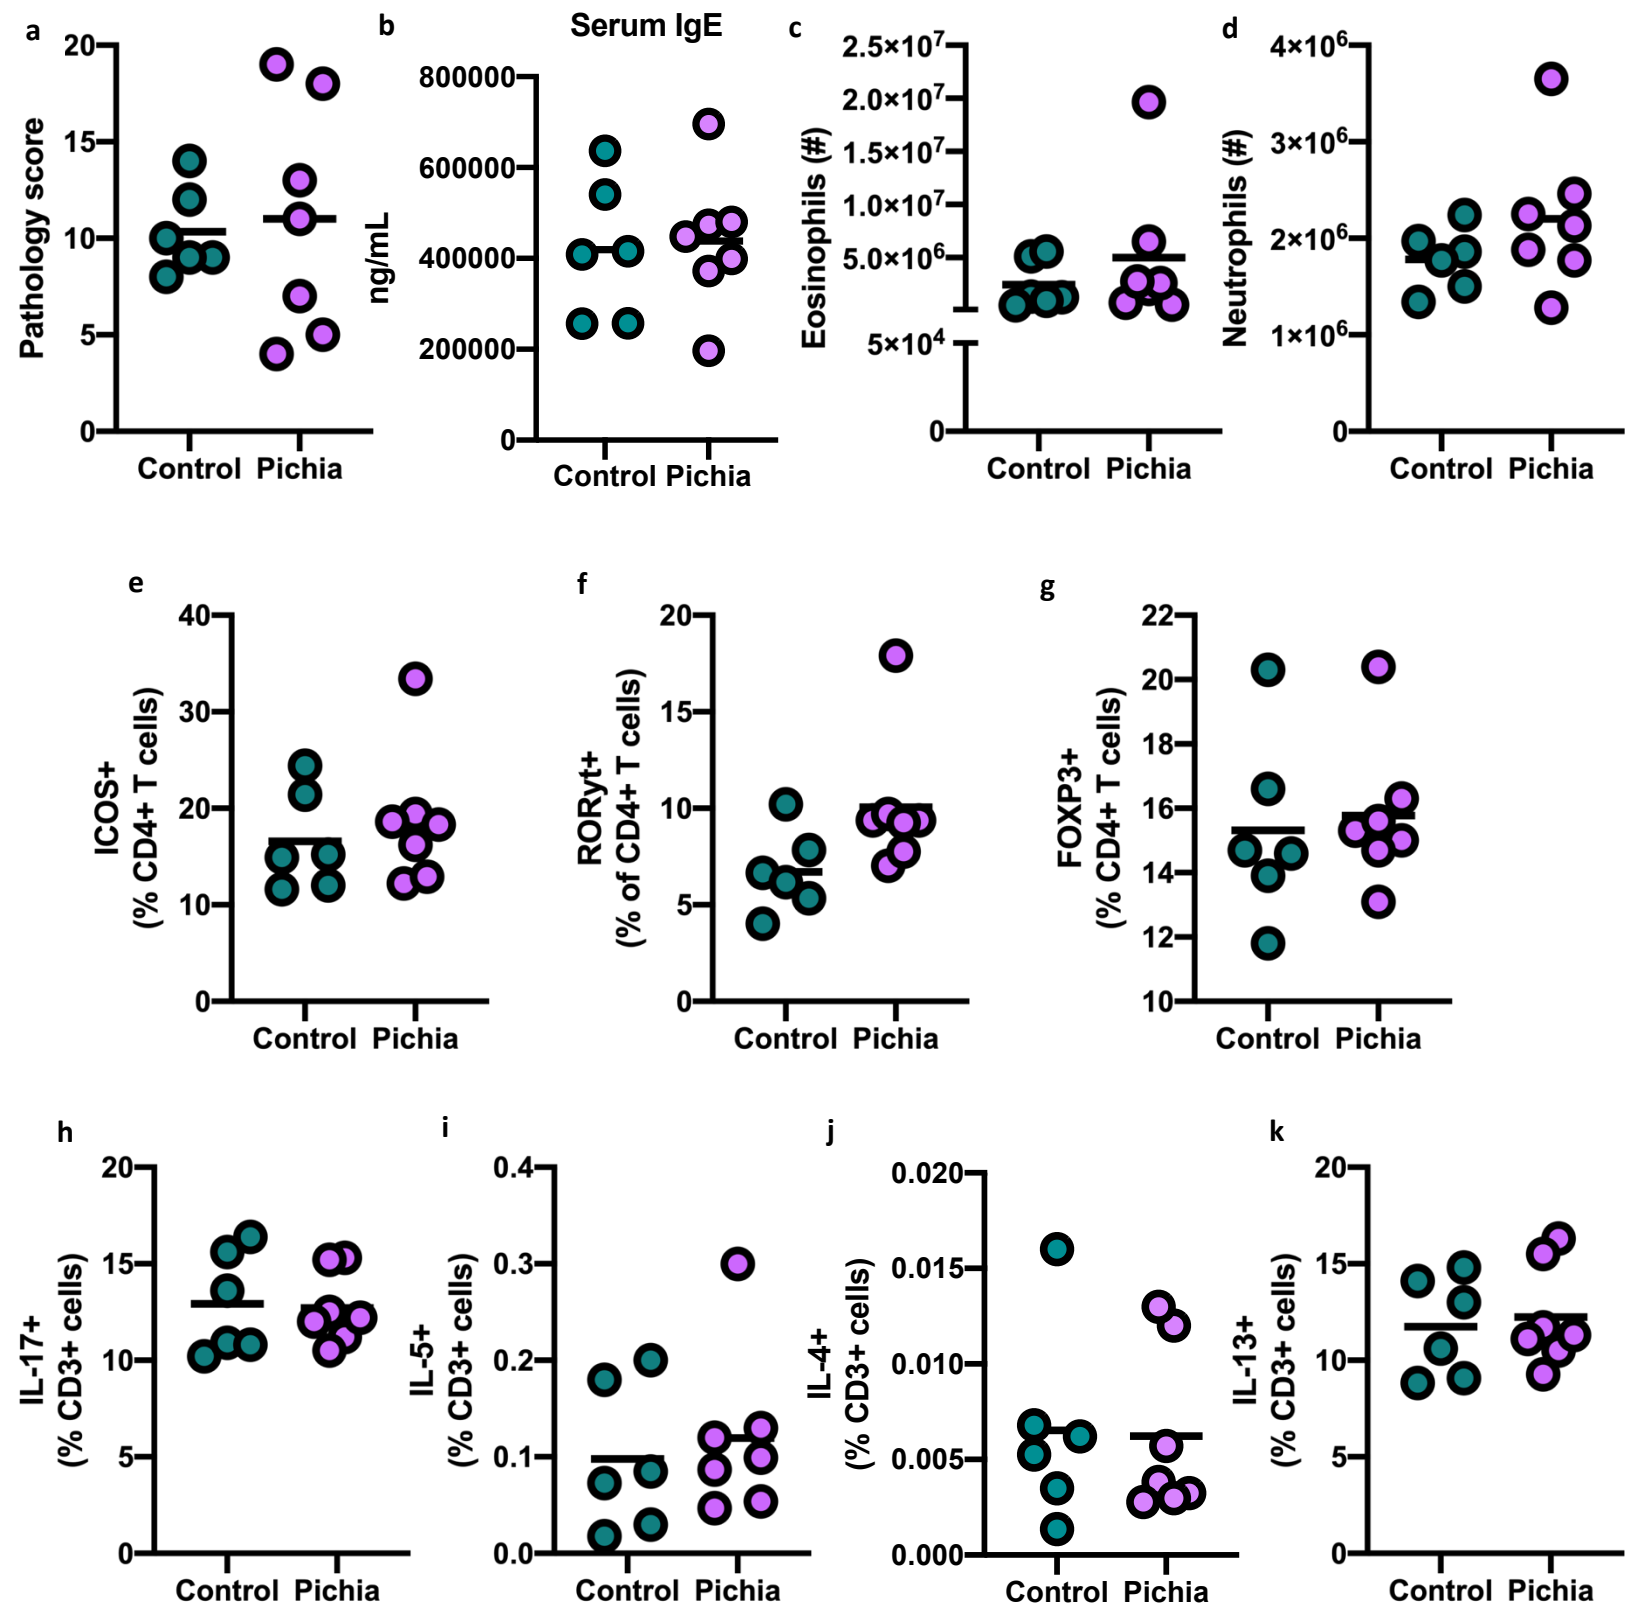 a
Pathology score
20
15
10
5
0
Control Pichia
b
Serum IgE
ng/mL
800000
600000
400000
200000
0
Control Pichia
c
Eosinophils (#)
2.5×10⁷
2.0×10⁷
1.5×10⁷
1.0×10⁷
5.0×10⁶
5×10⁴
0
Control Pichia
d
Neutrophils (#)
4×10⁶
3×10⁶
2×10⁶
1×10⁶
0
Control Pichia
e
ICOS+
(% CD4+ T cells)
40
30
20
10
0
Control Pichia
f
RORyt+
(% of CD4+ T cells)
20
15
10
5
0
Control Pichia
g
FOXP3+
(% CD4+ T cells)
22
20
18
16
14
12
10
Control Pichia
h
IL-17+
(% CD3+ cells)
20
15
10
5
0
Control Pichia
i
IL-5+
(% CD3+ cells)
0.4
0.3
0.2
0.1
0.0
Control Pichia
j
IL-4+
(% CD3+ cells)
0.020
0.015
0.010
0.005
0.000
Control Pichia
k
IL-13+
(% CD3+ cells)
20
15
10
5
0
Control Pichia